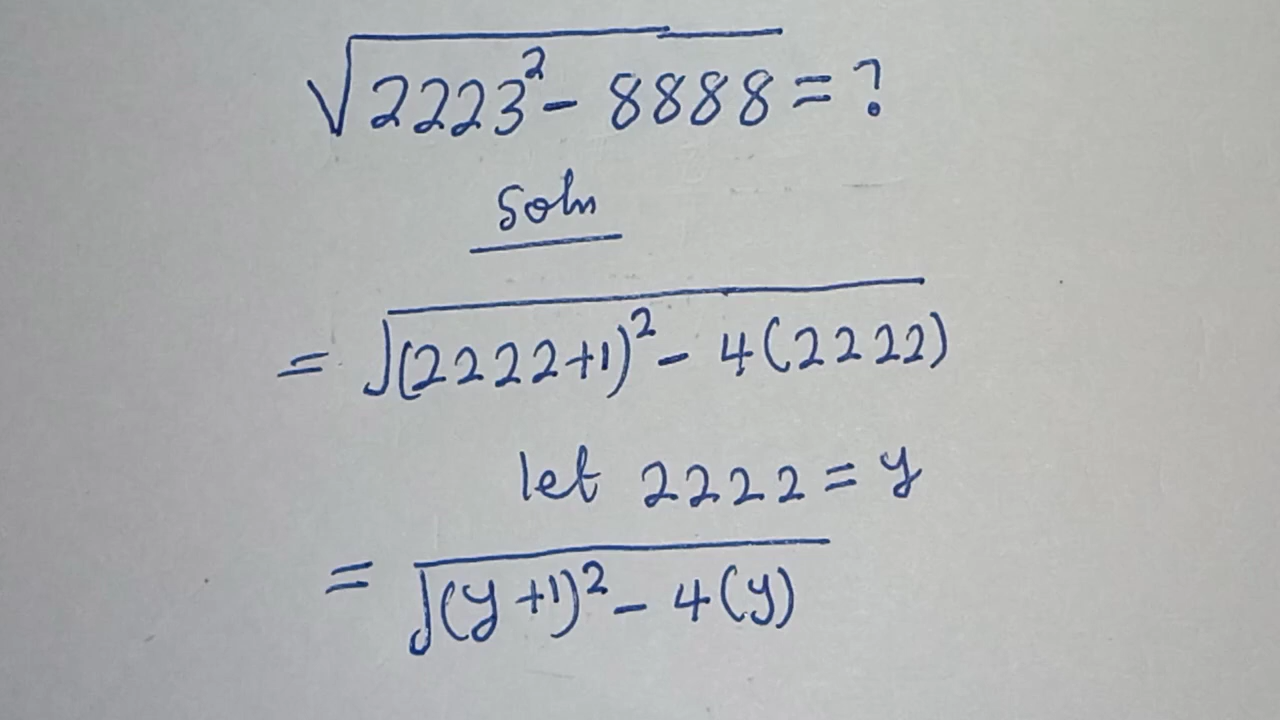 √2223² - 8888 = ?
Soln
= √(2222+1)² - 4(2222)
let 2222 = y
= √(y+1)² - 4(y)